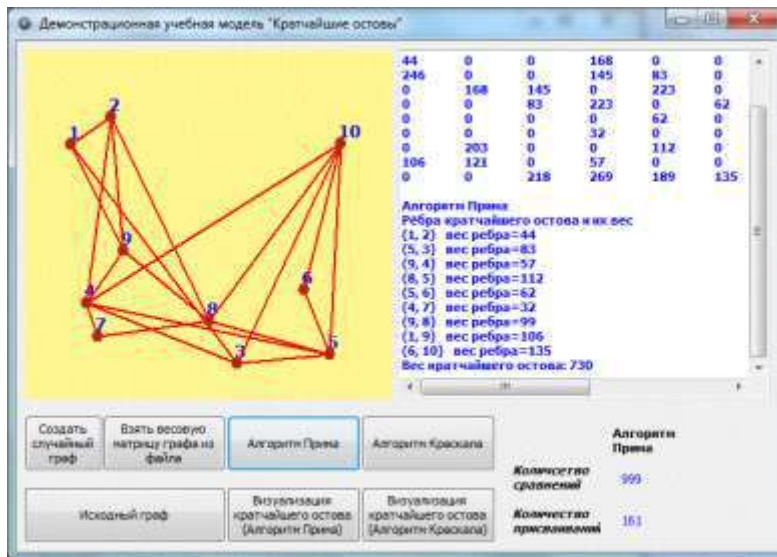 Демонстрационная учебная модель "Кратчайшие остовы"
1
2
10
9
4
7
8
3
6
5
44 0 0 168 0 0
246 0 0 145 83 0
0 168 145 0 223 0
0 0 83 223 0 62
0 0 0 0 62 0
0 0 0 32 0 0
0 203 0 0 112 0
106 121 0 57 0 0
0 0 218 269 189 135
Алгоритм Прима
Рёбра кратчайшего остова и их вес
(1, 2) вес ребра=44
(5, 3) вес ребра=83
(9, 4) вес ребра=57
(8, 5) вес ребра=112
(5, 6) вес ребра=62
(4, 7) вес ребра=32
(9, 8) вес ребра=99
(1, 9) вес ребра=106
(6, 10) вес ребра=135
Вес кратчайшего остова: 730
Создать случайный граф
Взять весовую матрицу графа из файла
Алгоритм Прима
Алгоритм Краскала
Исходный граф
Визуализация кратчайшего остова (Алгоритм Прима)
Визуализация кратчайшего остова (Алгоритм Краскала)
Алгоритм Прима
Количество сравнений
999
Количество присваиваний
161